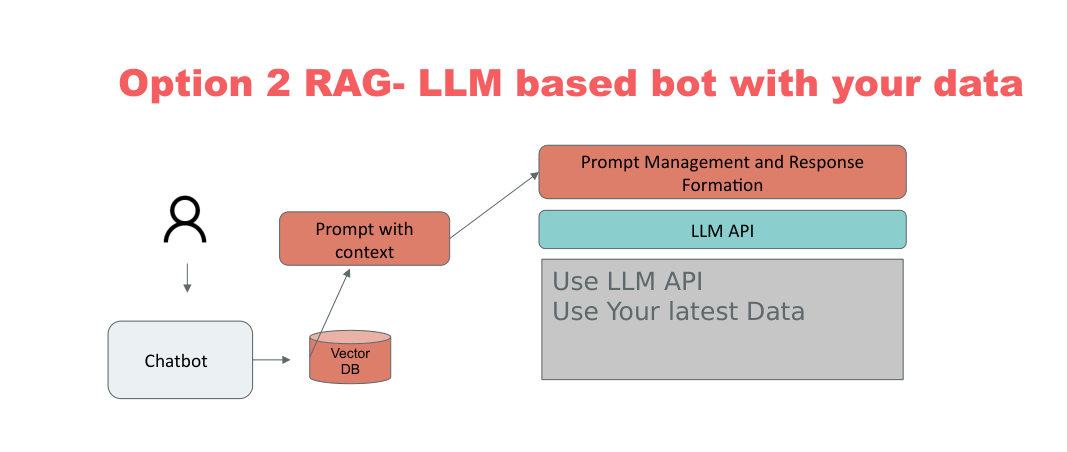 Option 2 RAG- LLM based bot with your data
Prompt Management and Response
Formation
Prompt with
context
LLM API
Use LLM API
Use Your latest Data
Chatbot
Vector
DB